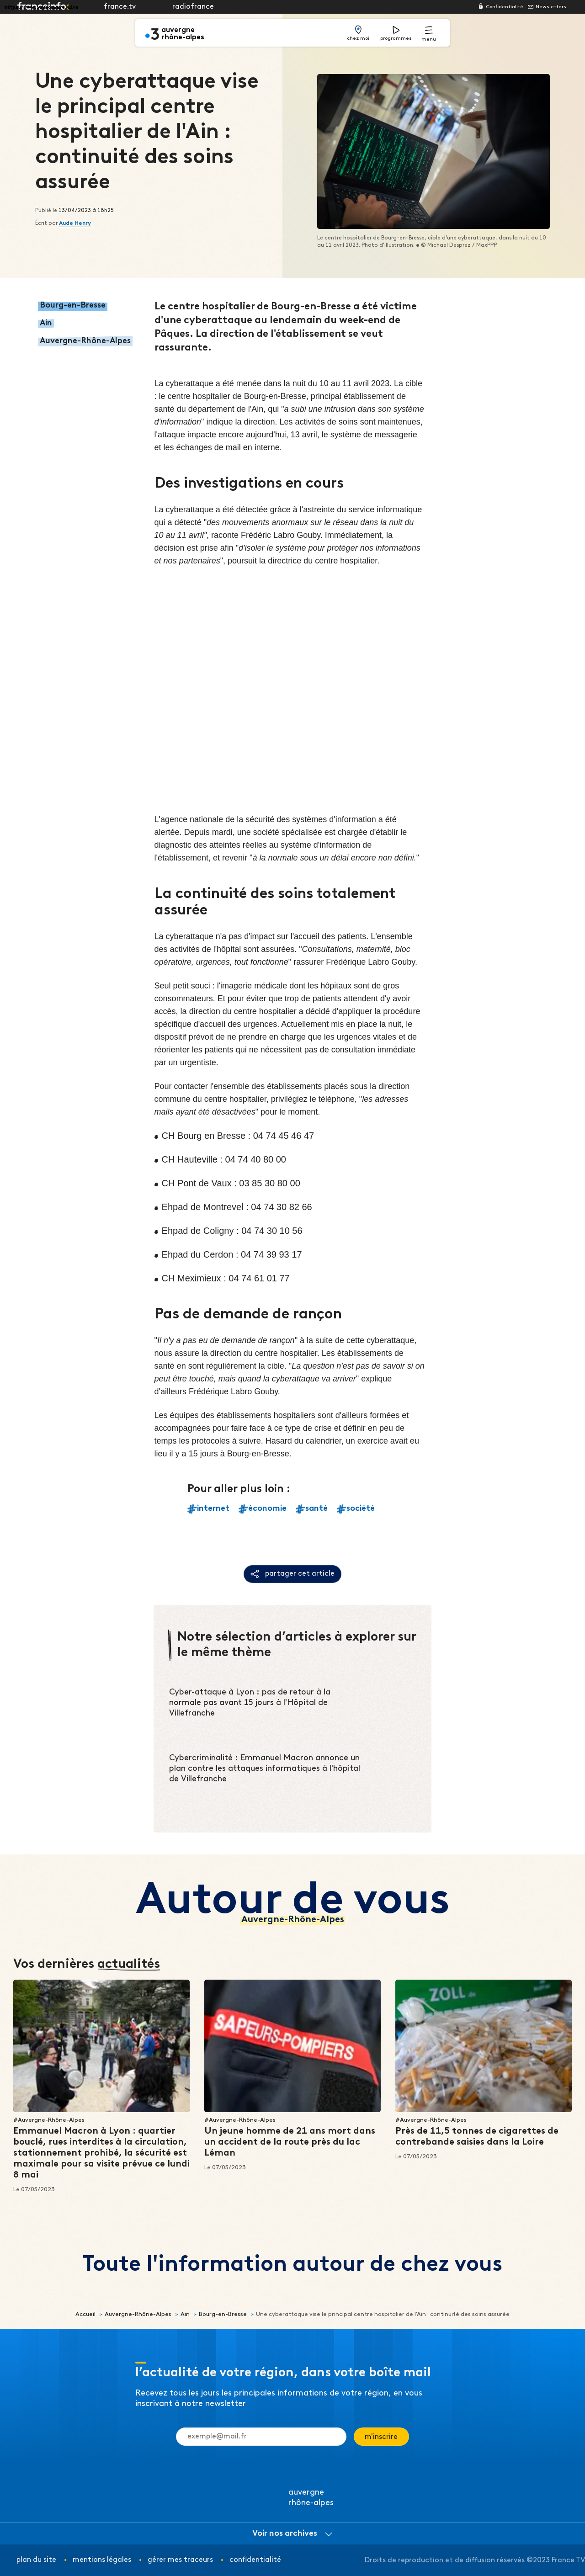 franceinfo:
france.tv
radiofrance
Confidentialité
Newsletters
3 auvergne
rhône-alpes
chez moi
programmes
menu
Une cyberattaque vise
le principal centre
hospitalier de l'Ain :
continuité des soins
assurée
Publié le 13/04/2023 à 18h25
Écrit par Aude Henry
Le centre hospitalier de Bourg-en-Bresse, cible d'une cyberattaque, dans la nuit du 10
au 11 avril 2023. Photo d'illustration. • © Michael Desprez / MaxPPP
Bourg-en-Bresse
Ain
Auvergne-Rhône-Alpes
Le centre hospitalier de Bourg-en-Bresse a été victime
d'une cyberattaque au lendemain du week-end de
Pâques. La direction de l'établissement se veut
rassurante.
La cyberattaque a été menée dans la nuit du 10 au 11 avril 2023. La cible
: le centre hospitalier de Bourg-en-Bresse, principal établissement de
santé du département de l'Ain, qui "a subi une intrusion dans son système
d'information" indique la direction. Les activités de soins sont maintenues,
l'attaque impacte encore aujourd'hui, 13 avril, le système de messagerie
et les échanges de mail en interne.
Des investigations en cours
La cyberattaque a été détectée grâce à l'astreinte du service informatique
qui a détecté "des mouvements anormaux sur le réseau dans la nuit du
10 au 11 avril", raconte Frédéric Labro Gouby. Immédiatement, la
décision est prise afin "d'isoler le système pour protéger nos informations
et nos partenaires", poursuit la directrice du centre hospitalier.
L'agence nationale de la sécurité des systèmes d'information a été
alertée. Depuis mardi, une société spécialisée est chargée d'établir le
diagnostic des atteintes réelles au système d'information de
l'établissement, et revenir "à la normale sous un délai encore non défini."
La continuité des soins totalement
assurée
La cyberattaque n'a pas d'impact sur l'accueil des patients. L'ensemble
des activités de l'hôpital sont assurées. "Consultations, maternité, bloc
opératoire, urgences, tout fonctionne" rassurer Frédérique Labro Gouby.
Seul petit souci : l'imagerie médicale dont les hôpitaux sont de gros
consommateurs. Et pour éviter que trop de patients attendent d'y avoir
accès, la direction du centre hospitalier a décidé d'appliquer la procédure
spécifique d'accueil des urgences. Actuellement mis en place la nuit, le
dispositif prévoit de ne prendre en charge que les urgences vitales et de
réorienter les patients qui ne nécessitent pas de consultation immédiate
par un urgentiste.
Pour contacter l'ensemble des établissements placés sous la direction
commune du centre hospitalier, privilégiez le téléphone, "les adresses
mails ayant été désactivées" pour le moment.
• CH Bourg en Bresse : 04 74 45 46 47
• CH Hauteville : 04 74 40 80 00
• CH Pont de Vaux : 03 85 30 80 00
• Ehpad de Montrevel : 04 74 30 82 66
• Ehpad de Coligny : 04 74 30 10 56
• Ehpad du Cerdon : 04 74 39 93 17
• CH Meximieux : 04 74 61 01 77
Pas de demande de rançon
"Il n'y a pas eu de demande de rançon" à la suite de cette cyberattaque,
nous assure la direction du centre hospitalier. Les établissements de
santé en sont régulièrement la cible. "La question n'est pas de savoir si on
peut être touché, mais quand la cyberattaque va arriver" explique
d'ailleurs Frédérique Labro Gouby.
Les équipes des établissements hospitaliers sont d'ailleurs formées et
accompagnées pour faire face à ce type de crise et définir en peu de
temps les protocoles à suivre. Hasard du calendrier, un exercice avait eu
lieu il y a 15 jours à Bourg-en-Bresse.
Pour aller plus loin :
#internet #économie #santé #société
partager cet article
Notre sélection d’articles à explorer sur
le même thème
Cyber-attaque à Lyon : pas de retour à la
normale pas avant 15 jours à l'Hôpital de
Villefranche
Cybercriminalité : Emmanuel Macron annonce un
plan contre les attaques informatiques à l'hôpital
de Villefranche
Autour de vous
Auvergne-Rhône-Alpes
Vos dernières actualités
SAPEURS-POMPIERS
ZOLL
#Auvergne-Rhône-Alpes
Emmanuel Macron à Lyon : quartier
bouclé, rues interdites à la circulation,
stationnement prohibé, la sécurité est
maximale pour sa visite prévue ce lundi
8 mai
Le 07/05/2023
#Auvergne-Rhône-Alpes
Un jeune homme de 21 ans mort dans
un accident de la route près du lac
Léman
Le 07/05/2023
#Auvergne-Rhône-Alpes
Près de 11,5 tonnes de cigarettes de
contrebande saisies dans la Loire
Le 07/05/2023
Toute l'information autour de chez vous
Accueil > Auvergne-Rhône-Alpes > Ain > Bourg-en-Bresse > Une cyberattaque vise le principal centre hospitalier de l'Ain : continuité des soins assurée
l’actualité de votre région, dans votre boîte mail
Recevez tous les jours les principales informations de votre région, en vous
inscrivant à notre newsletter
exemple@mail.fr
m'inscrire
auvergne
rhône-alpes
Voir nos archives
plan du site • mentions légales • gérer mes traceurs • confidentialité
Droits de reproduction et de diffusion réservés ©2023 France TV